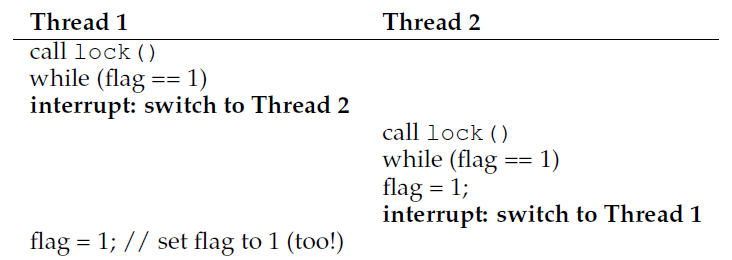 Thread 1 Thread 2
call lock()
while (flag == 1)
interrupt: switch to Thread 2
call lock()
while (flag == 1)
flag = 1;
interrupt: switch to Thread 1
flag = 1; // set flag to 1 (too!)